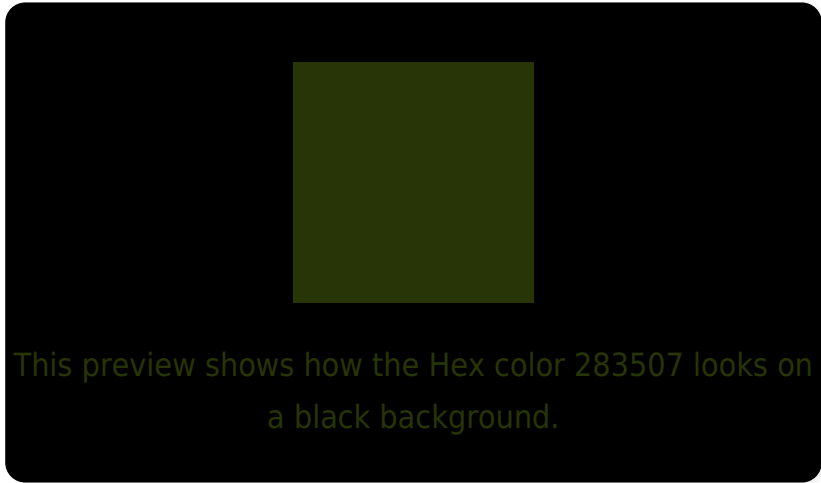 This preview shows how the Hex color 283507 looks on
a black background.